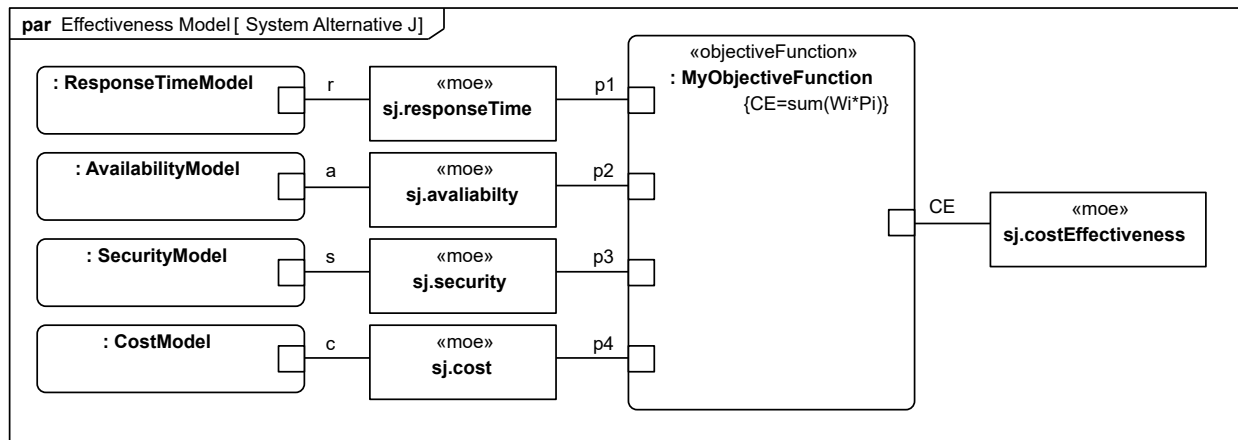 par Effectiveness Model [ System Alternative J]
: ResponseTimeModel
r
«moe»
sj.responseTime
p1
«objectiveFunction»
: MyObjectiveFunction
{CE=sum(Wi*Pi)}
: AvailabilityModel
a
«moe»
sj.avaliabilty
p2
: SecurityModel
s
«moe»
sj.security
p3
: CostModel
c
«moe»
sj.cost
p4
CE
«moe»
sj.costEffectiveness